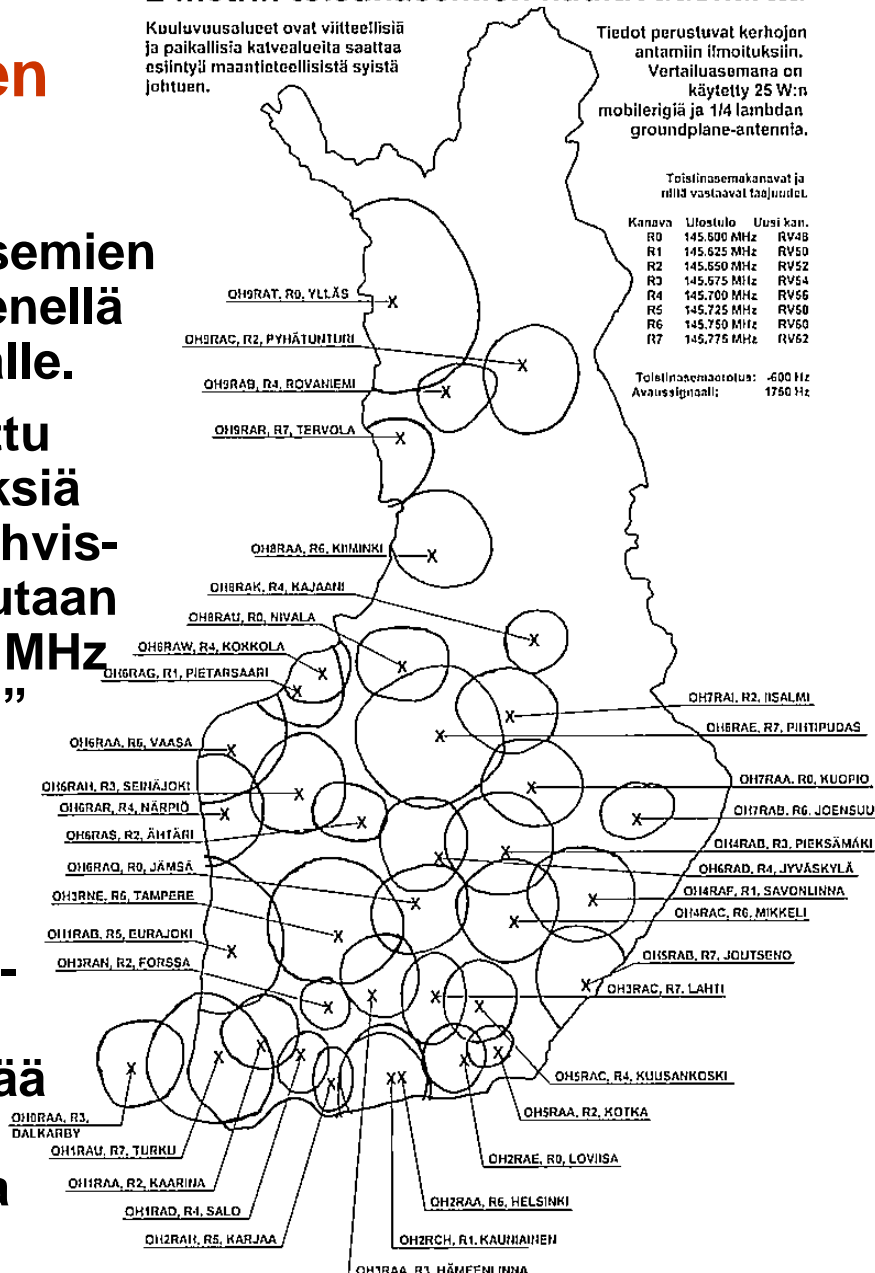 Kuuluvuusalueet ovat viitteellisiä
ja paikallisia katvealueita saattaa
esiintyä maantieteellisistä syistä
johtuen.
Tiedot perustuvat kerhojen
antamiin ilmoituksiin.
Vertailuasemana on
käytetty 25 W:n
mobilerigiä ja 1/4 lambdan
groundplane-antennia.
en
semien
enellä
alle.
ttu
ksiä
hvis-
utaan
MHz
”
-
ää
a
Toistinasemakanavat ja
niitä vastaavat taajuudet.
Kanava Ulostulo Uusi kan.
R0 145.600 MHz RV48
R1 145.625 MHz RV50
R2 145.650 MHz RV52
R3 145.675 MHz RV54
R4 145.700 MHz RV56
R5 145.725 MHz RV58
R6 145.750 MHz RV60
R7 145.775 MHz RV62
Toistinasemaerotus: -600 Hz
Avaussignaali: 1750 Hz
OH9RAT, R0, YLLÄS
OH9RAC, R2, PYHÄTUNTURI
OH9RAB, R4, ROVANIEMI
OH9RAR, R7, TERVOLA
OH8RAA, R6, KIIMINKI
OH8RAK, R4, KAJAANI
OH8RAU, R0, NIVALA
OH6RAW, R4, KOKKOLA
OH6RAG, R1, PIETARSAARI
OH7RAI, R2, IISALMI
OH6RAE, R7, PIHTIPUDAS
OH6RAA, R6, VAASA
OH7RAA, R0, KUOPIO
OH6RAH, R3, SEINÄJOKI
OH6RAR, R4, NÄRPIÖ
OH7RAB, R6, JOENSUU
OH6RAS, R2, ÄHTÄRI
OH4RAB, R3, PIEKSÄMÄKI
OH6RAQ, R0, JÄMSÄ
OH6RAD, R4, JYVÄSKYLÄ
OH3RNE, R6, TAMPERE
OH4RAF, R1, SAVONLINNA
OH4RAC, R6, MIKKELI
OH1RAB, R5, EURAJOKI
OH5RAB, R7, JOUTSENO
OH3RAN, R2, FORSSA
OH3RAC, R7, LAHTI
OH5RAC, R4, KUUSANKOSKI
OH0RAA, R3,
DALKARBY
OH5RAA, R2, KOTKA
OH1RAU, R7, TURKU
OH2RAE, R0, LOVIISA
OH1RAA, R2, KAARINA
OH2RAA, R6, HELSINKI
OH1RAD, R4, SALO
OH2RAH, R5, KARJAA
OH2RCH, R1, KAUNIAINEN
OH3RAA, R3, HÄMEENLINNA